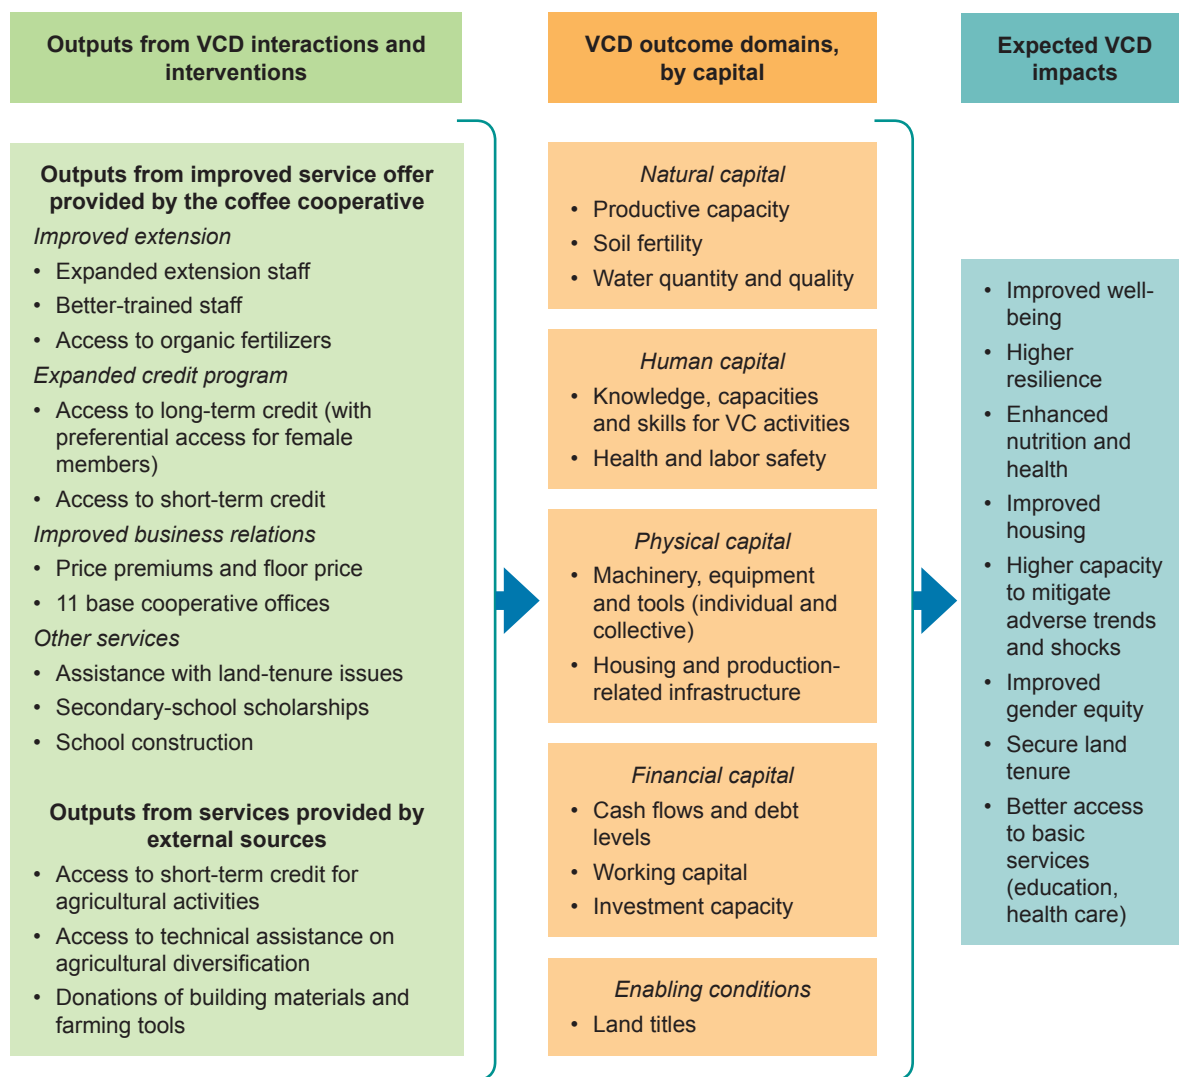 Outputs from VCD interactions and
interventions
Outputs from improved service offer
provided by the coffee cooperative
Improved extension
• Expanded extension staff
• Better-trained staff
• Access to organic fertilizers
Expanded credit program
• Access to long-term credit (with
preferential access for female
members)
• Access to short-term credit
Improved business relations
• Price premiums and floor price
• 11 base cooperative offices
Other services
• Assistance with land-tenure issues
• Secondary-school scholarships
• School construction
Outputs from services provided by
external sources
• Access to short-term credit for
agricultural activities
• Access to technical assistance on
agricultural diversification
• Donations of building materials and
farming tools
VCD outcome domains,
by capital
Natural capital
• Productive capacity
• Soil fertility
• Water quantity and quality
Human capital
• Knowledge, capacities
and skills for VC activities
• Health and labor safety
Physical capital
• Machinery, equipment
and tools (individual and
collective)
• Housing and production-
related infrastructure
Financial capital
• Cash flows and debt
levels
• Working capital
• Investment capacity
Enabling conditions
• Land titles
Expected VCD
impacts
• Improved well-
being
• Higher
resilience
• Enhanced
nutrition and
health
• Improved
housing
• Higher capacity
to mitigate
adverse trends
and shocks
• Improved
gender equity
• Secure land
tenure
• Better access
to basic
services
(education,
health care)